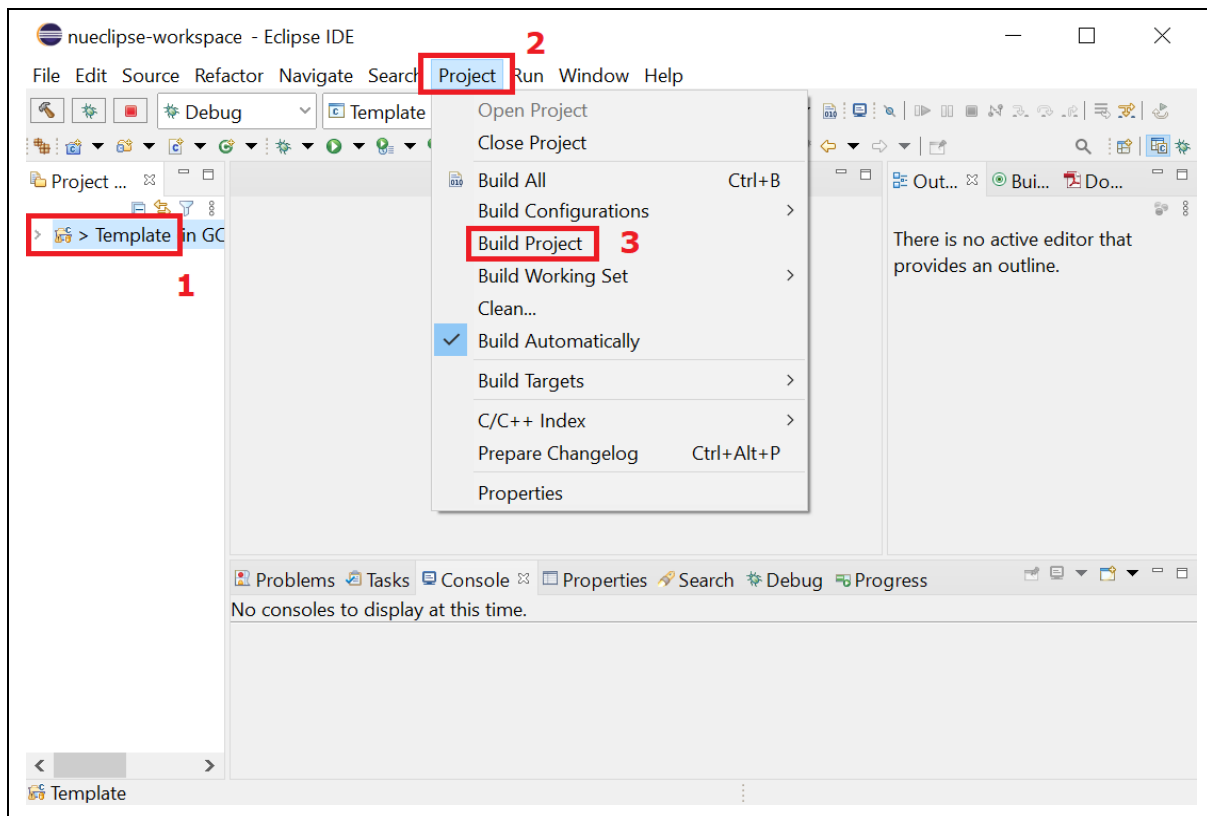 nueclipse-workspace - Eclipse IDE
2
File Edit Source Refactor Navigate Search Project Run Window Help
Debug
Template
Open Project
Close Project
Build All Ctrl+B
Build Configurations
Build Project
3
Build Working Set
Clean...
Build Automatically
Build Targets
C/C++ Index
Prepare Changelog Ctrl+Alt+P
Properties
Project ...
> Template in GC
1
Out... Bui... Do...
There is no active editor that
provides an outline.
Problems Tasks Console Properties Search Debug Progress
No consoles to display at this time.
Template